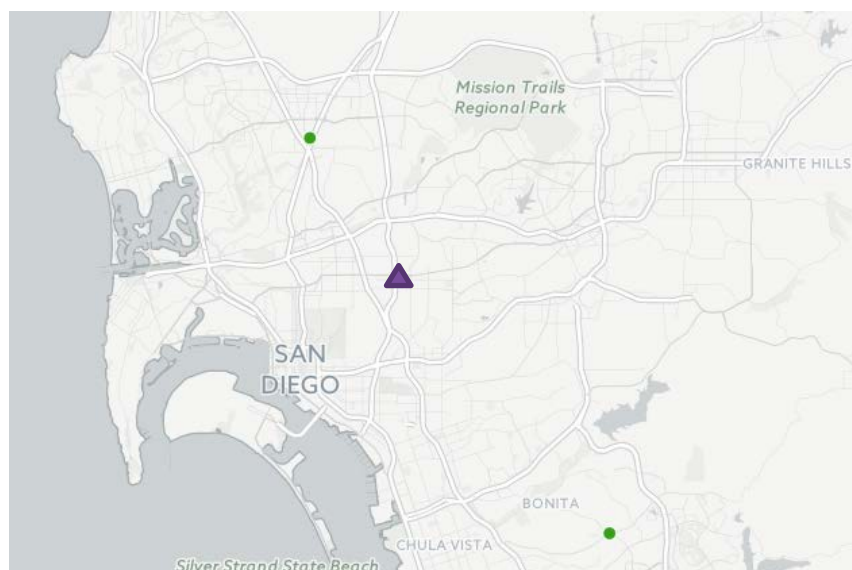 Mission Trails
Regional Park
GRANITE HILLS
SAN
DIEGO
BONITA
CHULA VISTA
Silver Strand State Beach